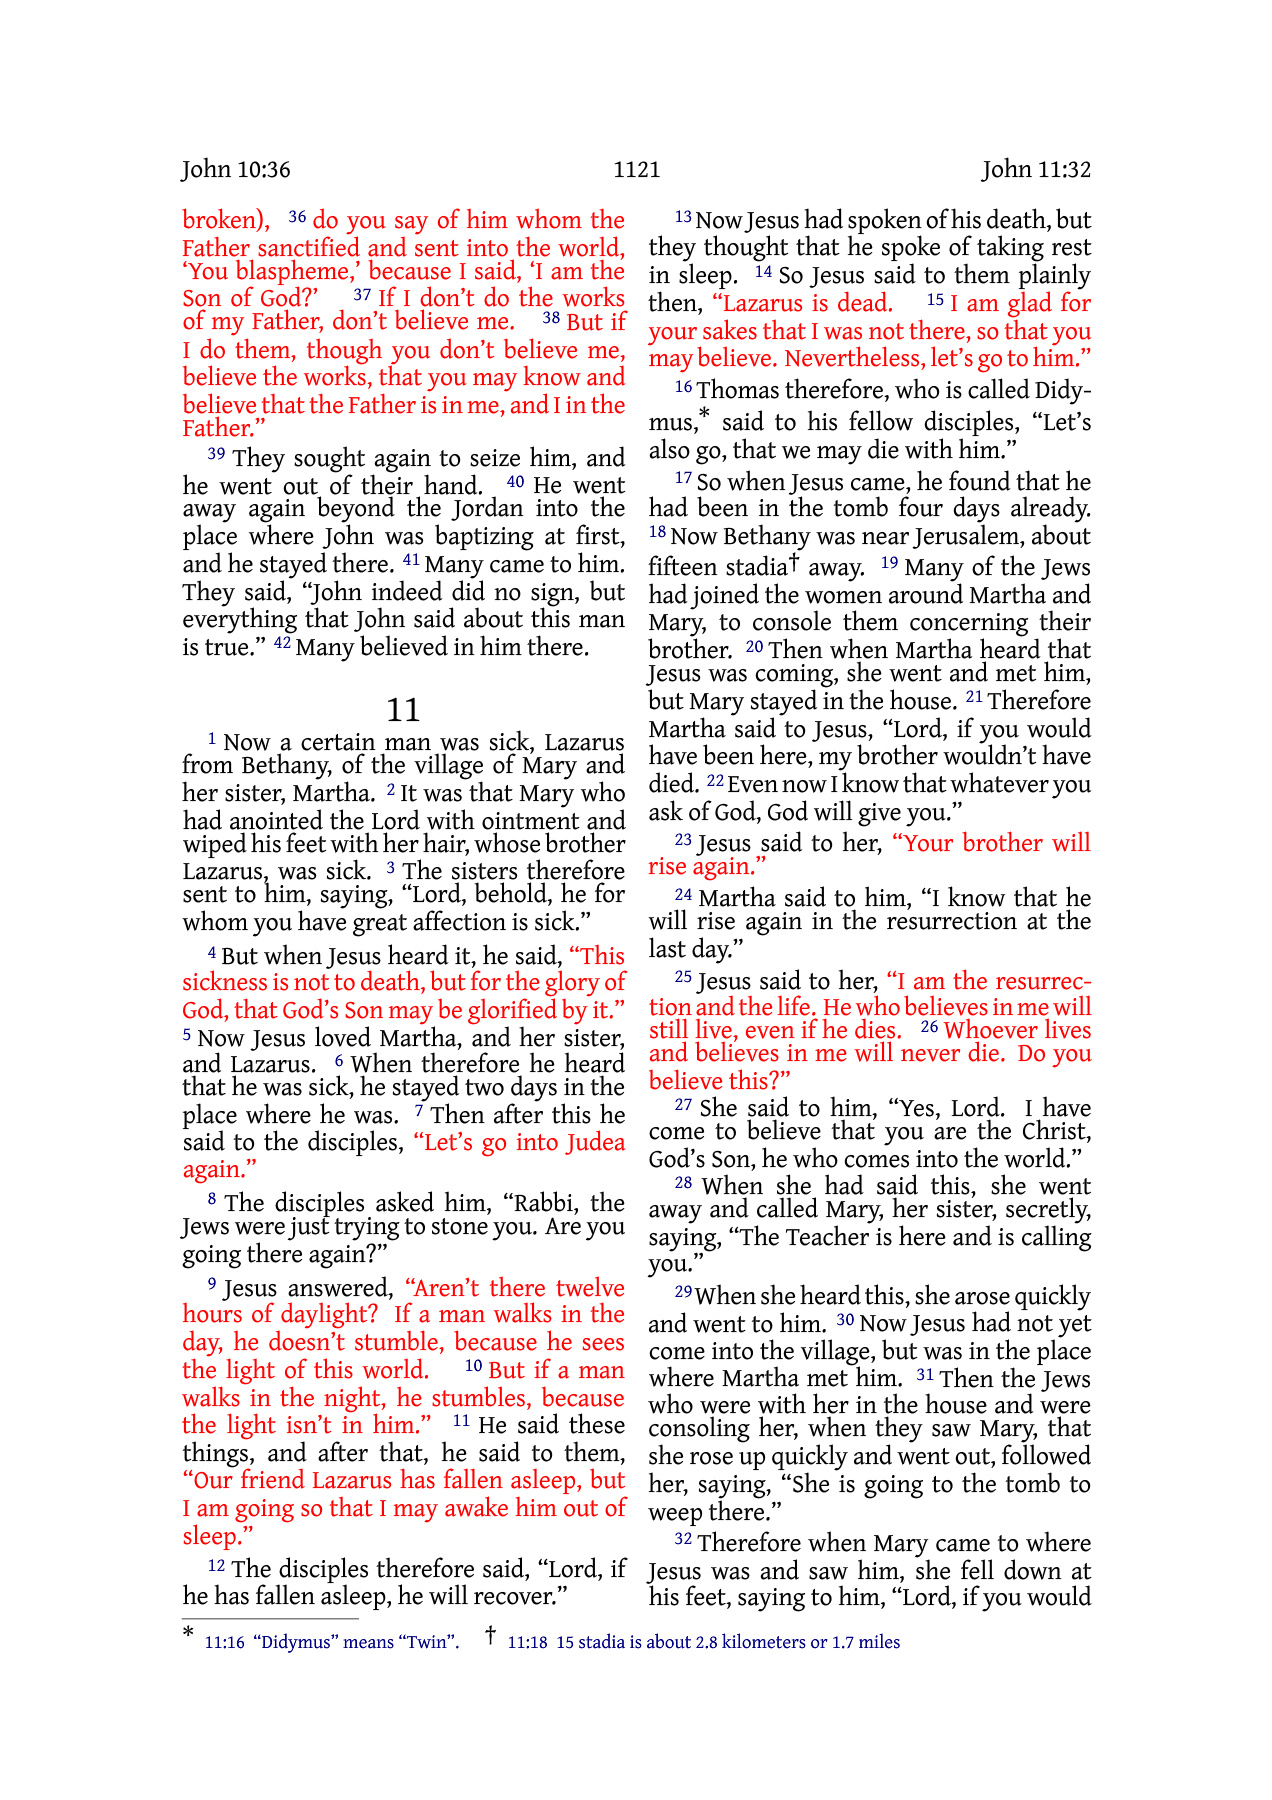 John 10:36 1121 John 11:32
broken), 36 do you say of him whom the
Father sanctified and sent into the world,
‘You blaspheme,’ because I said, ‘I am the
Son of God?’ 37 If I don’t do the works
of my Father, don’t believe me. 38 But if
I do them, though you don’t believe me,
believe the works, that you may know and
believe that the Father is in me, and I in the
Father.”
39 They sought again to seize him, and
he went out of their hand. 40 He went
away again beyond the Jordan into the
place where John was baptizing at first,
and he stayed there. 41 Many came to him.
They said, “John indeed did no sign, but
everything that John said about this man
is true.” 42 Many believed in him there.
11
1 Now a certain man was sick, Lazarus
from Bethany, of the village of Mary and
her sister, Martha. 2 It was that Mary who
had anointed the Lord with ointment and
wiped his feet with her hair, whose brother
Lazarus, was sick. 3 The sisters therefore
sent to him, saying, “Lord, behold, he for
whom you have great affection is sick.”
4 But when Jesus heard it, he said, “This
sickness is not to death, but for the glory of
God, that God’s Son may be glorified by it.”
5 Now Jesus loved Martha, and her sister,
and Lazarus. 6 When therefore he heard
that he was sick, he stayed two days in the
place where he was. 7 Then after this he
said to the disciples, “Let’s go into Judea
again.”
8 The disciples asked him, “Rabbi, the
Jews were just trying to stone you. Are you
going there again?”
9 Jesus answered, “Aren’t there twelve
hours of daylight? If a man walks in the
day, he doesn’t stumble, because he sees
the light of this world. 10 But if a man
walks in the night, he stumbles, because
the light isn’t in him.” 11 He said these
things, and after that, he said to them,
“Our friend Lazarus has fallen asleep, but
I am going so that I may awake him out of
sleep.”
12 The disciples therefore said, “Lord, if
he has fallen asleep, he will recover.”
13 Now Jesus had spoken of his death, but
they thought that he spoke of taking rest
in sleep. 14 So Jesus said to them plainly
then, “Lazarus is dead. 15 I am glad for
your sakes that I was not there, so that you
may believe. Nevertheless, let’s go to him.”
16 Thomas therefore, who is called Didy-
mus,* said to his fellow disciples, “Let’s
also go, that we may die with him.”
17 So when Jesus came, he found that he
had been in the tomb four days already.
18 Now Bethany was near Jerusalem, about
fifteen stadia† away. 19 Many of the Jews
had joined the women around Martha and
Mary, to console them concerning their
brother. 20 Then when Martha heard that
Jesus was coming, she went and met him,
but Mary stayed in the house. 21 Therefore
Martha said to Jesus, “Lord, if you would
have been here, my brother wouldn’t have
died. 22 Even now I know that whatever you
ask of God, God will give you.”
23 Jesus said to her, “Your brother will
rise again.”
24 Martha said to him, “I know that he
will rise again in the resurrection at the
last day.”
25 Jesus said to her, “I am the resurrec-
tion and the life. He who believes in me will
still live, even if he dies. 26 Whoever lives
and believes in me will never die. Do you
believe this?”
27 She said to him, “Yes, Lord. I have
come to believe that you are the Christ,
God’s Son, he who comes into the world.”
28 When she had said this, she went
away and called Mary, her sister, secretly,
saying, “The Teacher is here and is calling
you.”
29 When she heard this, she arose quickly
and went to him. 30 Now Jesus had not yet
come into the village, but was in the place
where Martha met him. 31 Then the Jews
who were with her in the house and were
consoling her, when they saw Mary, that
she rose up quickly and went out, followed
her, saying, “She is going to the tomb to
weep there.”
32 Therefore when Mary came to where
Jesus was and saw him, she fell down at
his feet, saying to him, “Lord, if you would
* 11:16 “Didymus” means “Twin”. † 11:18 15 stadia is about 2.8 kilometers or 1.7 miles